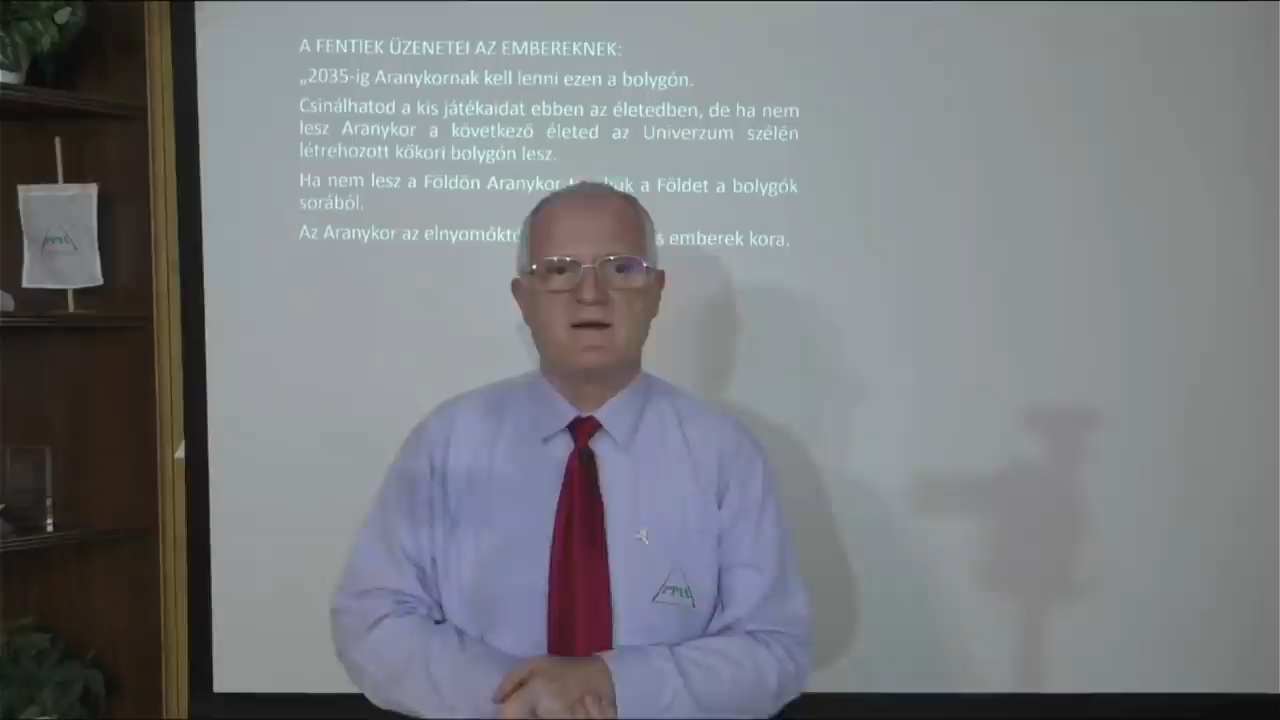 A FENTIEK ÜZENETEI AZ EMBEREKNEK:
„2035-ig Aranykornak kell lenni ezen a bolygón.
Csinálhatod a kis játékaidat ebben az életedben, de ha nem
lesz Aranykor a következő életed az Univerzum szélén
létrehozott kőkori bolygón lesz.
Ha nem lesz a Földön Aranykor a Földet a bolygók
sorából.
Az Aranykor az emberek kora.